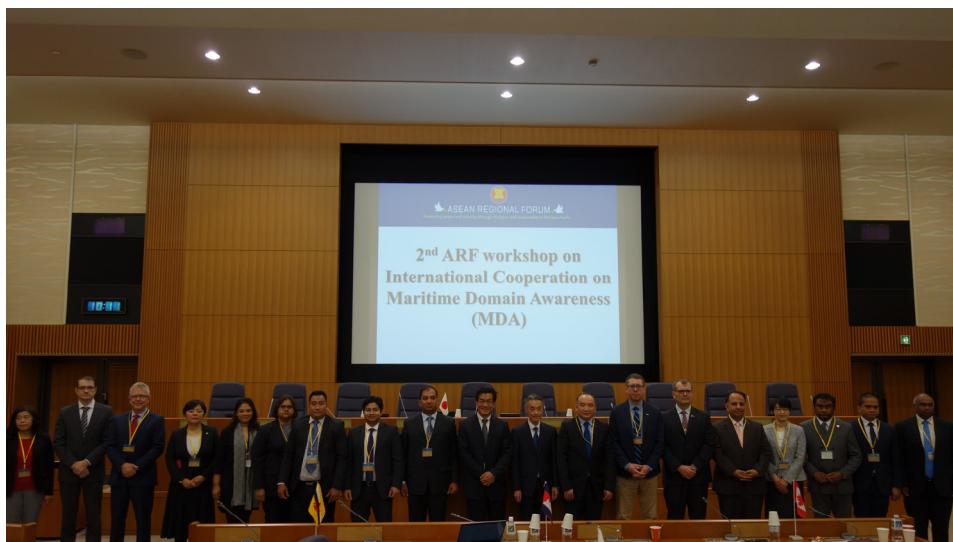 ASEAN REGIONAL FORUM
2nd ARF workshop on
International Cooperation on
Maritime Domain Awareness
(MDA)